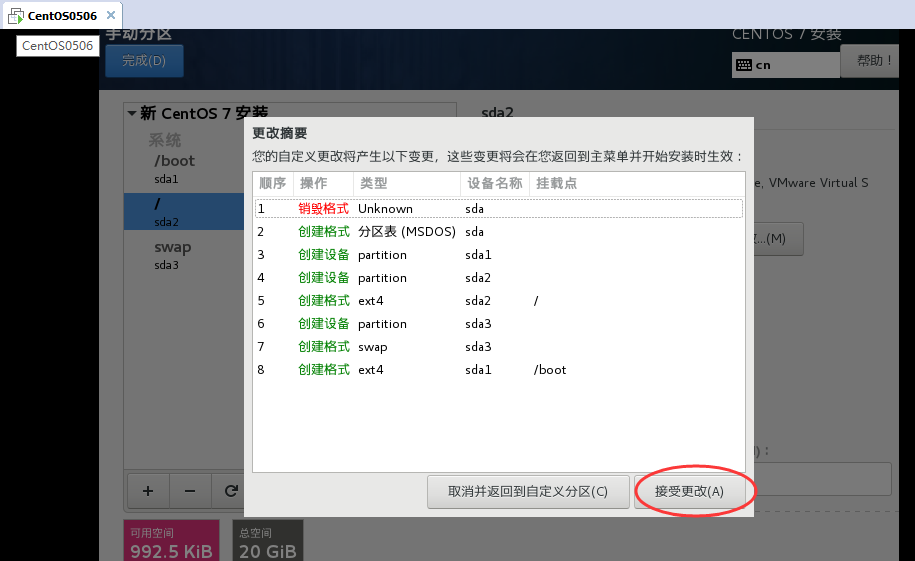 CentOS0506
CentOS0506
手动分区
完成(D)
CENTOS 7 安装
cn
帮助！
新 CentOS 7 安装
系统
/boot
sda1
/
sda2
swap
sda3
sda2
e, VMware Virtual S
...(M)
更改摘要
您的自定义更改将产生以下变更，这些变更将会在您返回到主菜单并开始安装时生效：
顺序 操作 类型 设备名称 挂载点
1 销毁格式 Unknown sda
2 创建格式 分区表 (MSDOS) sda
3 创建设备 partition sda1
4 创建设备 partition sda2
5 创建格式 ext4 sda2 /
6 创建设备 partition sda3
7 创建格式 swap sda3
8 创建格式 ext4 sda1 /boot
取消并返回到自定义分区(C)
接受更改(A)
可用空间
992.5 KiB
总空间
20 GiB